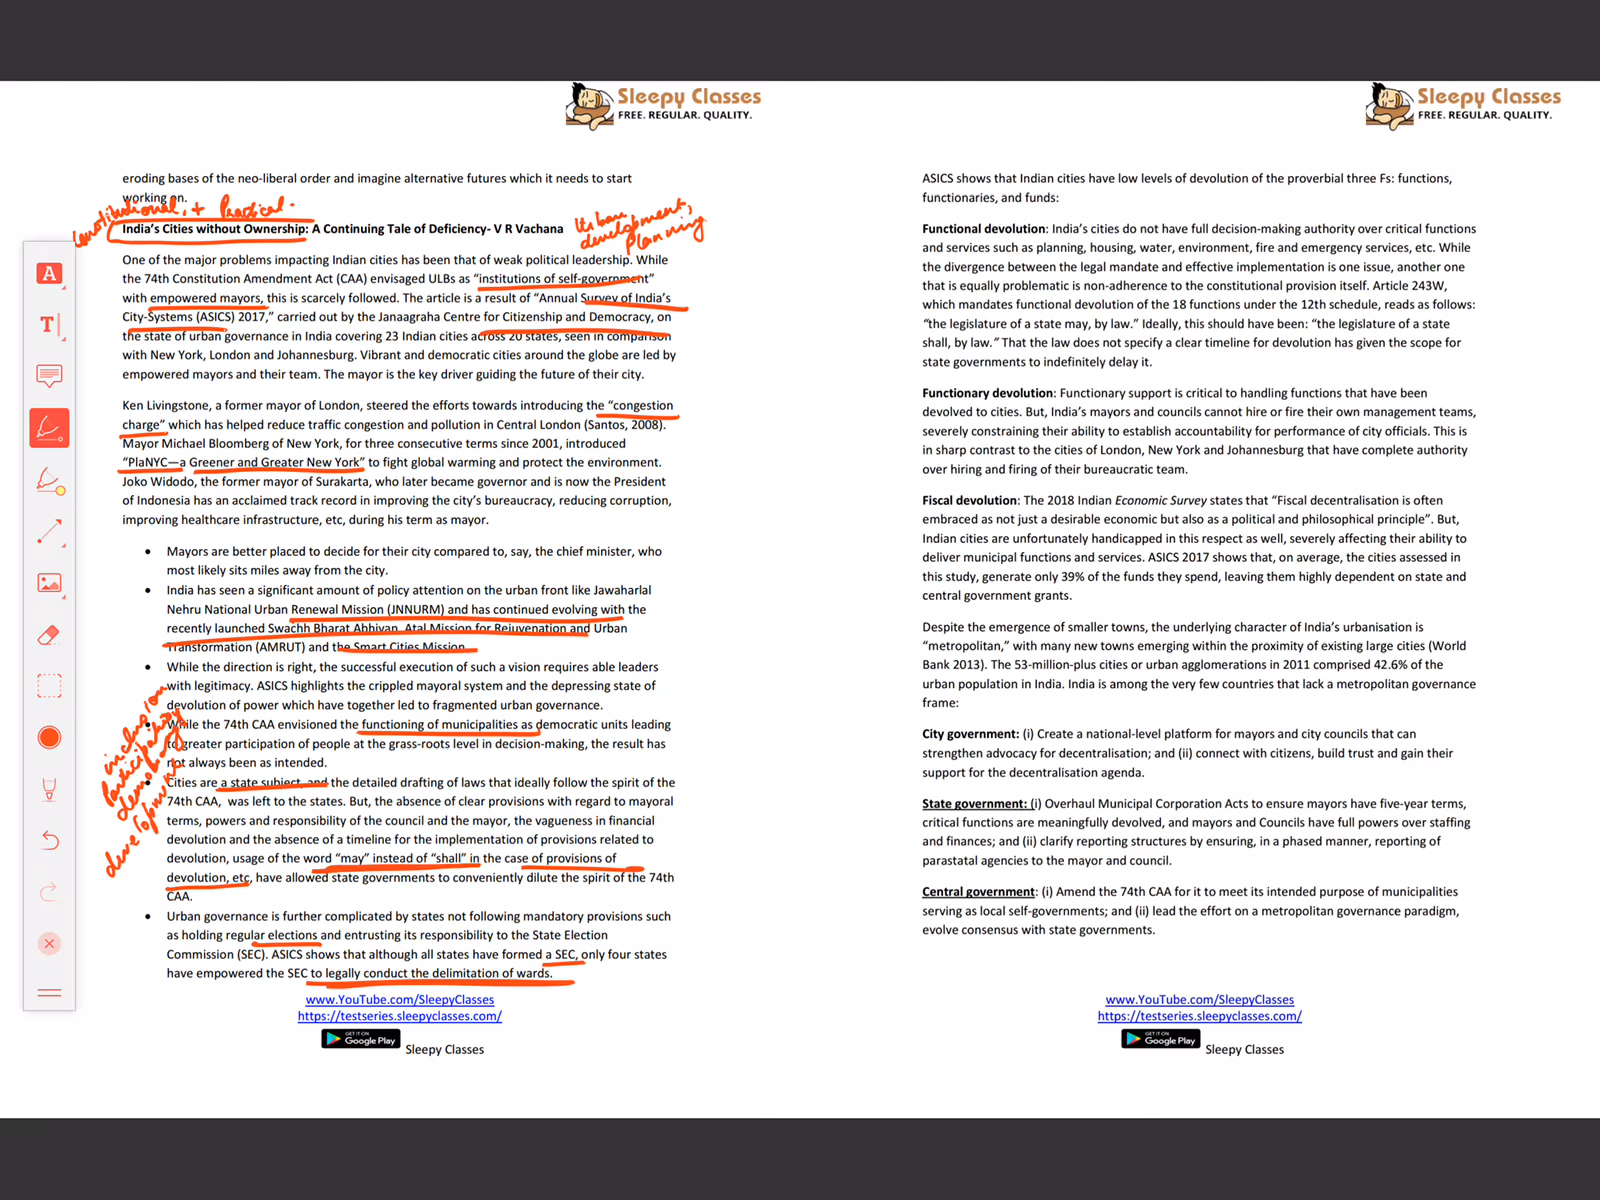 Sleepy Classes
FREE. REGULAR. QUALITY.
eroding bases of the neo-liberal order and imagine alternative futures which it needs to start
working on.
Constitutional + Practical.
India's Cities without Ownership: A Continuing Tale of Deficiency- V R Vachana
Urban
development,
planning
One of the major problems impacting Indian cities has been that of weak political leadership. While
the 74th Constitution Amendment Act (CAA) envisaged ULBs as “institutions of self-government”
with empowered mayors, this is scarcely followed. The article is a result of “Annual Survey of India's
City-Systems (ASICS) 2017,” carried out by the Janaagraha Centre for Citizenship and Democracy, on
the state of urban governance in India covering 23 Indian cities across 20 states, seen in comparison
with New York, London and Johannesburg. Vibrant and democratic cities around the globe are led by
empowered mayors and their team. The mayor is the key driver guiding the future of their city.
Ken Livingstone, a former mayor of London, steered the efforts towards introducing the “congestion
charge” which has helped reduce traffic congestion and pollution in Central London (Santos, 2008).
Mayor Michael Bloomberg of New York, for three consecutive terms since 2001, introduced
“PlaNYC—a Greener and Greater New York” to fight global warming and protect the environment.
Joko Widodo, the former mayor of Surakarta, who later became governor and is now the President
of Indonesia has an acclaimed track record in improving the city's bureaucracy, reducing corruption,
improving healthcare infrastructure, etc, during his term as mayor.
• Mayors are better placed to decide for their city compared to, say, the chief minister, who
most likely sits miles away from the city.
• India has seen a significant amount of policy attention on the urban front like Jawaharlal
Nehru National Urban Renewal Mission (JNNURM) and has continued evolving with the
recently launched Swachh Bharat Abhiyan, Atal Mission for Rejuvenation and Urban
Transformation (AMRUT) and the Smart Cities Mission.
• While the direction is right, the successful execution of such a vision requires able leaders
with legitimacy. ASICS highlights the crippled mayoral system and the depressing state of
devolution of power which have together led to fragmented urban governance.
• While the 74th CAA envisioned the functioning of municipalities as democratic units leading
to greater participation of people at the grass-roots level in decision-making, the result has
not always been as intended.
inclusion
Participation
democracy
development
• Cities are a state subject, and the detailed drafting of laws that ideally follow the spirit of the
74th CAA, was left to the states. But, the absence of clear provisions with regard to mayoral
terms, powers and responsibility of the council and the mayor, the vagueness in financial
devolution and the absence of a timeline for the implementation of provisions related to
devolution, usage of the word “may” instead of “shall” in the case of provisions of
devolution, etc, have allowed state governments to conveniently dilute the spirit of the 74th
CAA.
• Urban governance is further complicated by states not following mandatory provisions such
as holding regular elections and entrusting its responsibility to the State Election
Commission (SEC). ASICS shows that although all states have formed a SEC, only four states
have empowered the SEC to legally conduct the delimitation of wards.
www.YouTube.com/SleepyClasses
https://testseries.sleepyclasses.com/
GET IT ON
Google Play
Sleepy Classes
Sleepy Classes
FREE. REGULAR. QUALITY.
ASICS shows that Indian cities have low levels of devolution of the proverbial three Fs: functions,
functionaries, and funds:
Functional devolution: India's cities do not have full decision-making authority over critical functions
and services such as planning, housing, water, environment, fire and emergency services, etc. While
the divergence between the legal mandate and effective implementation is one issue, another one
that is equally problematic is non-adherence to the constitutional provision itself. Article 243W,
which mandates functional devolution of the 18 functions under the 12th schedule, reads as follows:
“the legislature of a state may, by law.” Ideally, this should have been: “the legislature of a state
shall, by law.” That the law does not specify a clear timeline for devolution has given the scope for
state governments to indefinitely delay it.
Functionary devolution: Functionary support is critical to handling functions that have been
devolved to cities. But, India's mayors and councils cannot hire or fire their own management teams,
severely constraining their ability to establish accountability for performance of city officials. This is
in sharp contrast to the cities of London, New York and Johannesburg that have complete authority
over hiring and firing of their bureaucratic team.
Fiscal devolution: The 2018 Indian Economic Survey states that “Fiscal decentralisation is often
embraced as not just a desirable economic but also as a political and philosophical principle”. But,
Indian cities are unfortunately handicapped in this respect as well, severely affecting their ability to
deliver municipal functions and services. ASICS 2017 shows that, on average, the cities assessed in
this study, generate only 39% of the funds they spend, leaving them highly dependent on state and
central government grants.
Despite the emergence of smaller towns, the underlying character of India's urbanisation is
“metropolitan,” with many new towns emerging within the proximity of existing large cities (World
Bank 2013). The 53-million-plus cities or urban agglomerations in 2011 comprised 42.6% of the
urban population in India. India is among the very few countries that lack a metropolitan governance
frame:
City government: (i) Create a national-level platform for mayors and city councils that can
strengthen advocacy for decentralisation; and (ii) connect with citizens, build trust and gain their
support for the decentralisation agenda.
State government: (i) Overhaul Municipal Corporation Acts to ensure mayors have five-year terms,
critical functions are meaningfully devolved, and mayors and Councils have full powers over staffing
and finances; and (ii) clarify reporting structures by ensuring, in a phased manner, reporting of
parastatal agencies to the mayor and council.
Central government: (i) Amend the 74th CAA for it to meet its intended purpose of municipalities
serving as local self-governments; and (ii) lead the effort on a metropolitan governance paradigm,
evolve consensus with state governments.
www.YouTube.com/SleepyClasses
https://testseries.sleepyclasses.com/
GET IT ON
Google Play
Sleepy Classes